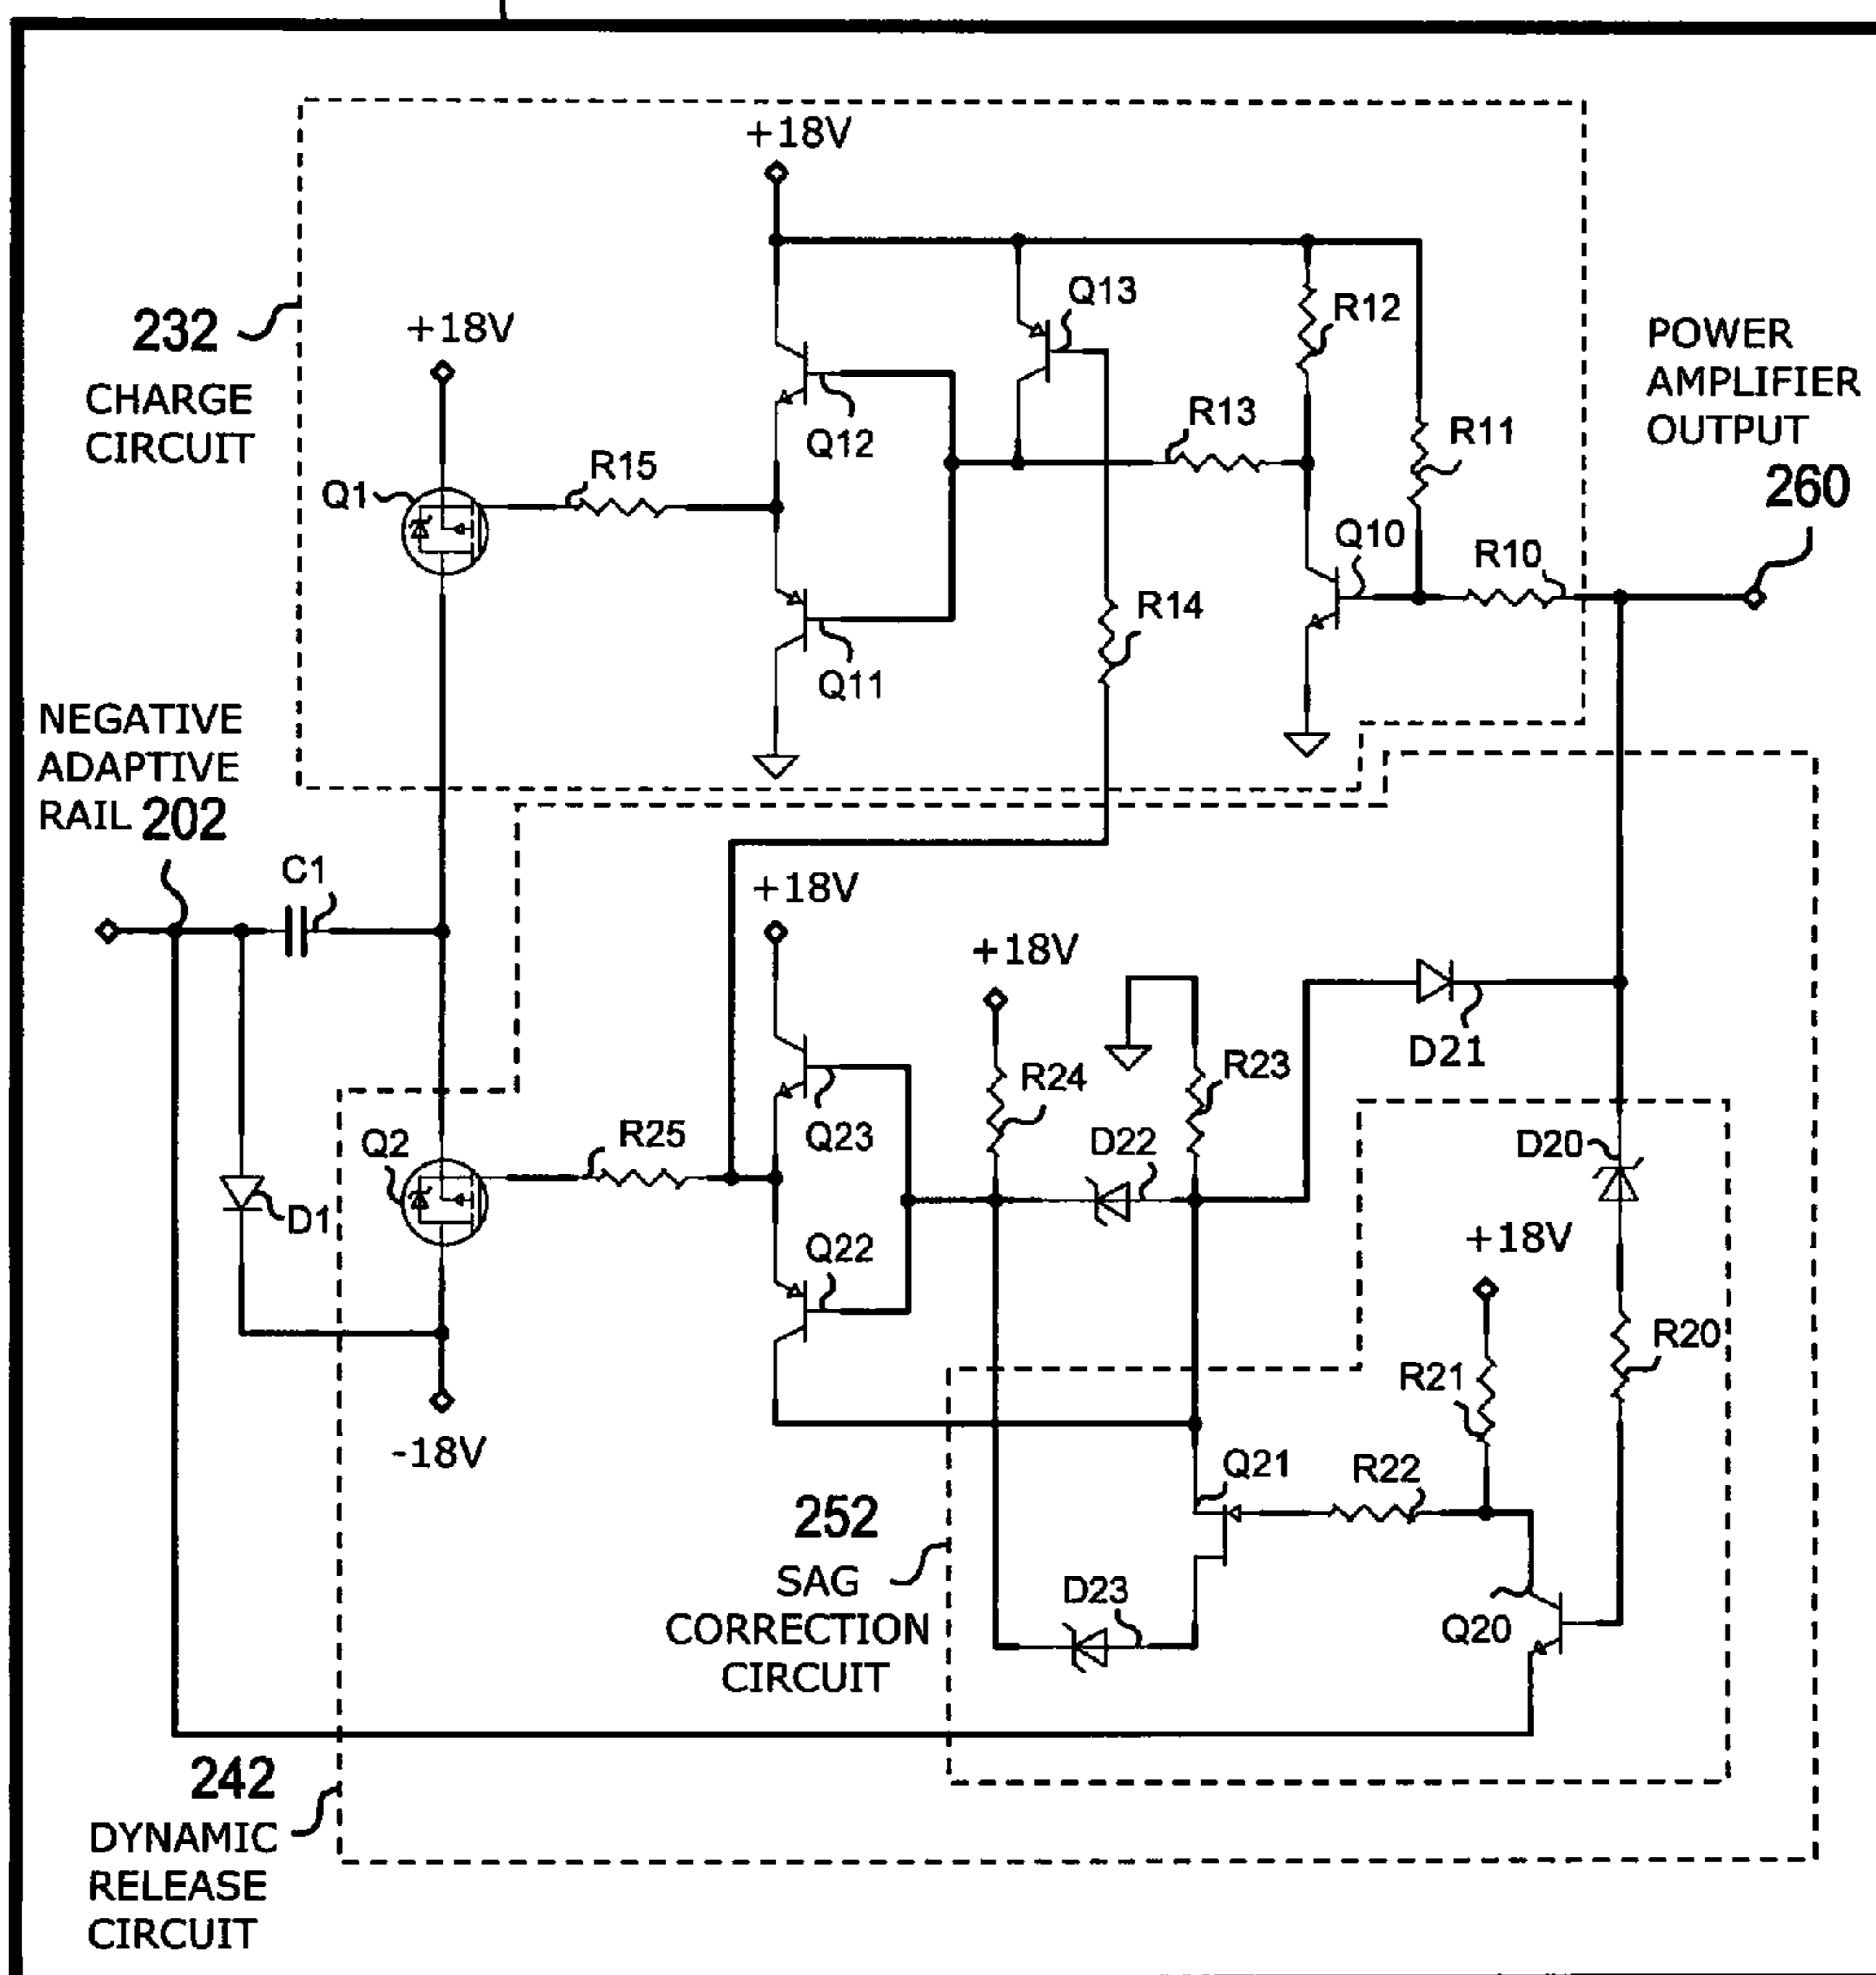 +18V
232
CHARGE
CIRCUIT
+18V
Q13
R12
POWER
AMPLIFIER
OUTPUT
260
Q12
R13
R11
Q1
R15
Q10
R10
R14
Q11
NEGATIVE
ADAPTIVE
RAIL 202
C1
+18V
+18V
D21
R24
R23
Q2
R25
Q23
D22
D20
D1
Q22
+18V
R21
R20
-18V
252
SAG
CORRECTION
CIRCUIT
Q21
R22
D23
Q20
242
DYNAMIC
RELEASE
CIRCUIT